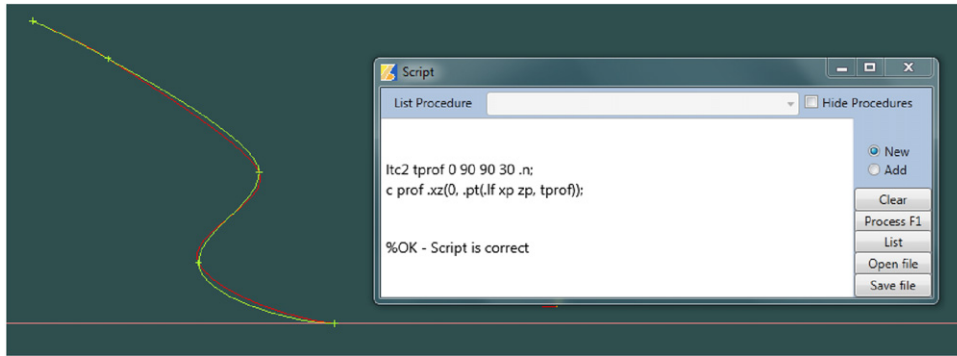 Script
List Procedure
Hide Procedures
ltc2 tprof 0 90 90 30 .n;
c prof .xz(0, .pt(.lf xp zp, tprof));
%OK - Script is correct
New
Add
Clear
Process F1
List
Open file
Save file